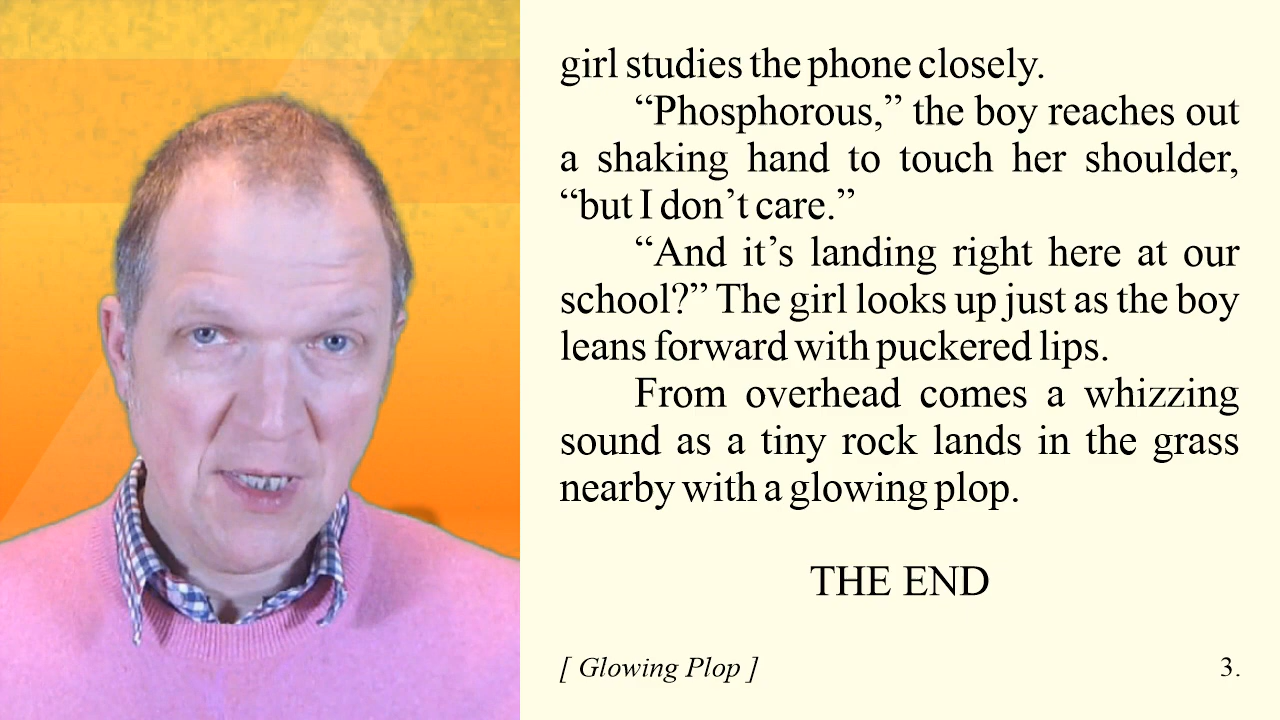 girl studies the phone closely.
“Phosphorous,” the boy reaches out
a shaking hand to touch her shoulder,
“but I don’t care.”
“And it’s landing right here at our
school?” The girl looks up just as the boy
leans forward with puckered lips.
From overhead comes a whizzing
sound as a tiny rock lands in the grass
nearby with a glowing plop.
THE END
[ Glowing Plop ] 3.